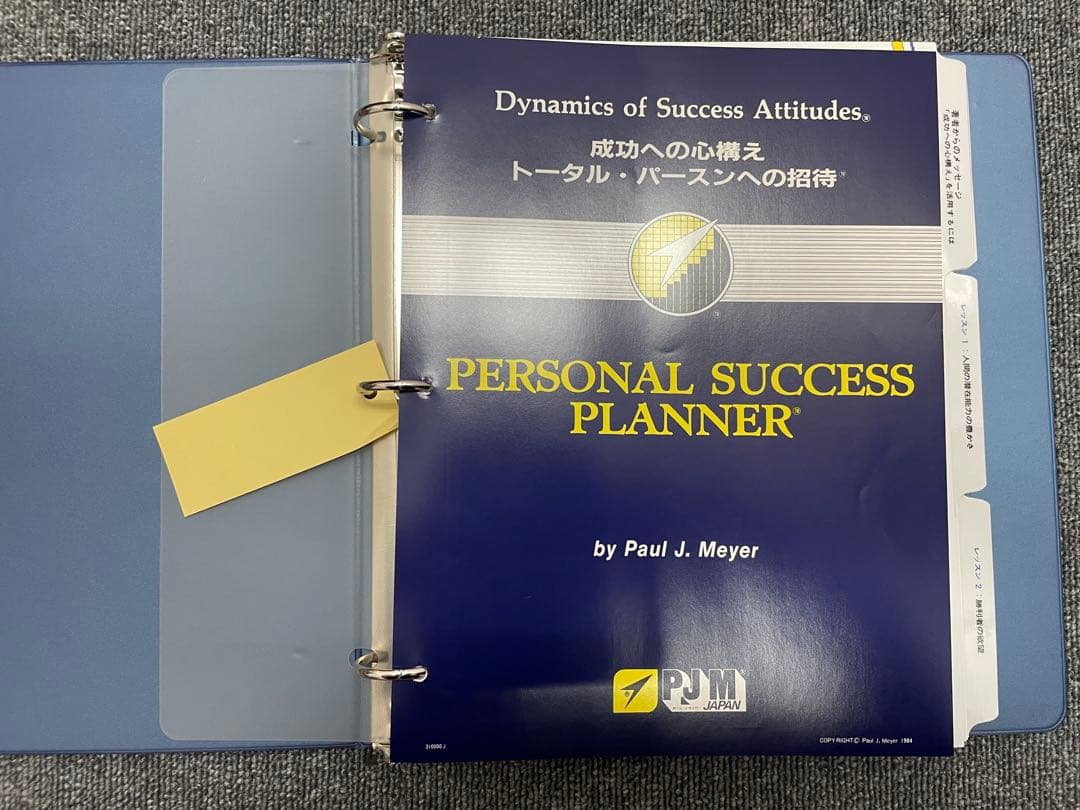 Dynamics of Success Attitudes®
成功への心構え
トータル・パースンへの招待
PERSONAL SUCCESS
PLANNER
by Paul J. Meyer
PJM
JAPAN
310000J
COPYRIGHT© Paul J. Meyer 1984
著者からのメッセージ
「成功への心構え」を活用するには
レッスン 1：人間の潜在能力の豊かさ
レッスン 2：勝利者の欲望